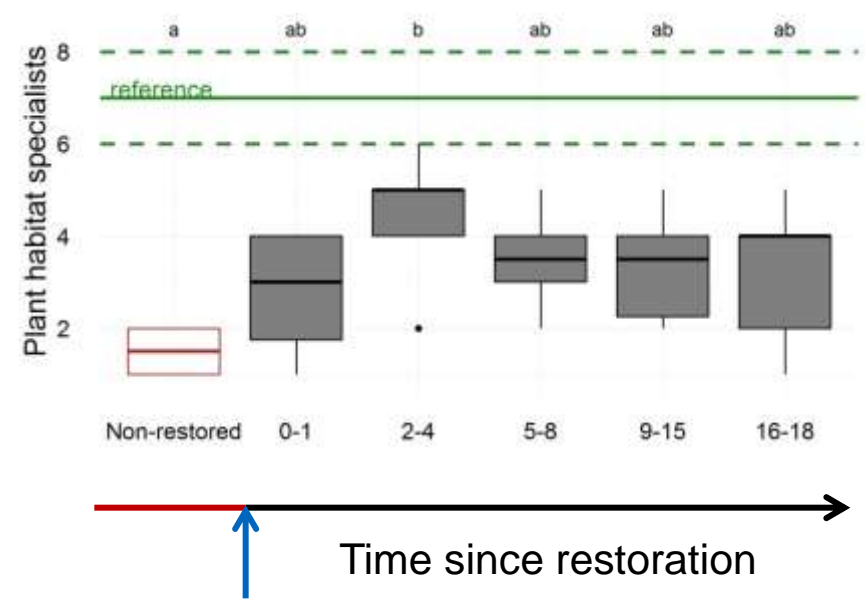 a ab b ab ab ab
Plant habitat specialists
8
reference
6
4
2
Non-restored 0-1 2-4 5-8 9-15 16-18
Time since restoration